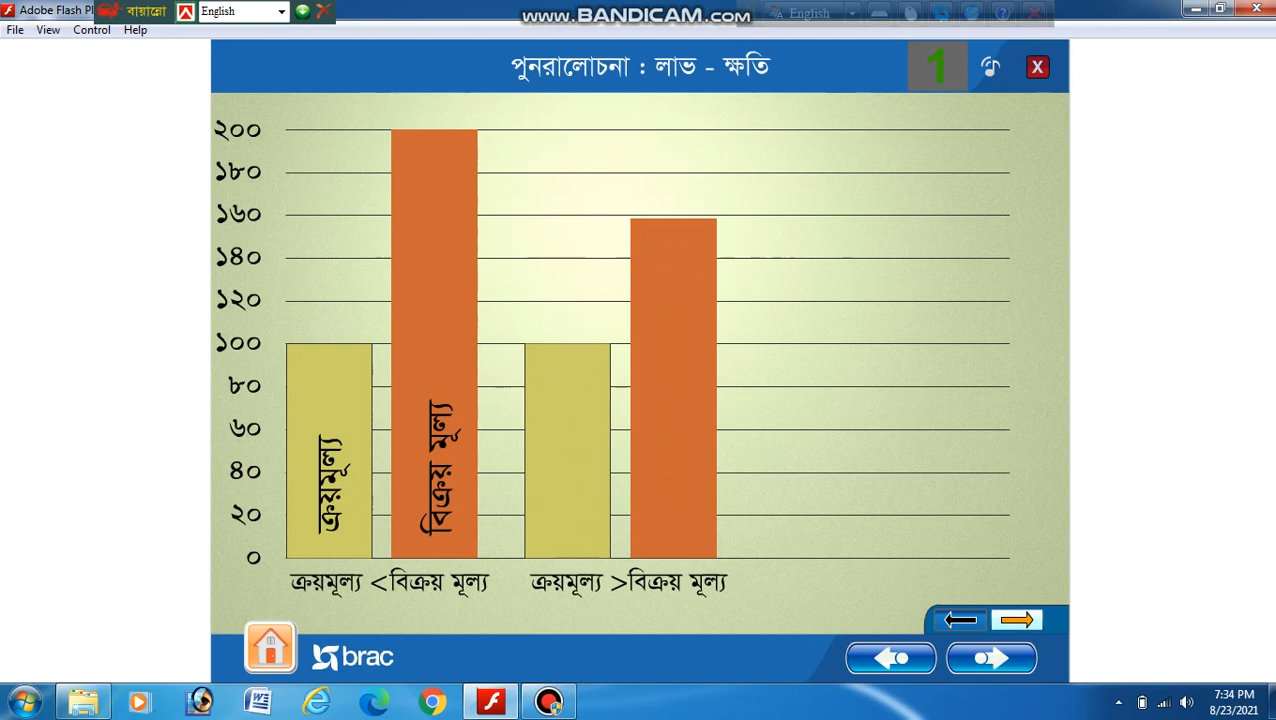 Adobe Flash Pl
বায়ান্নো
English
WWW.BANDICAM.COM
English
File View Control Help
পুনরালোচনা : লাভ - ক্ষতি
1
X
২০০
১৮০
১৬০
১৪০
১২০
১০০
৮০
৬০
৪০
২০
০
ক্রয়মূল্য
বিক্রয় মূল্য
ক্রয়মূল্য <বিক্রয় মূল্য
ক্রয়মূল্য >বিক্রয় মূল্য
brac
7:34 PM
8/23/2021